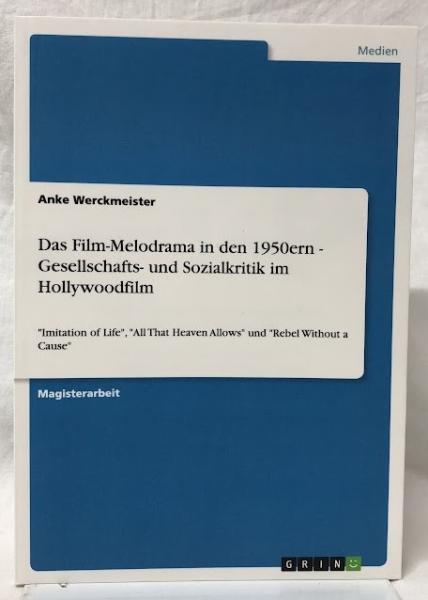 Medien
Anke Werckmeister
Das Film-Melodrama in den 1950ern -
Gesellschafts- und Sozialkritik im
Hollywoodfilm
"Imitation of Life", "All That Heaven Allows" und "Rebel Without a
Cause"
Magisterarbeit
GRIN